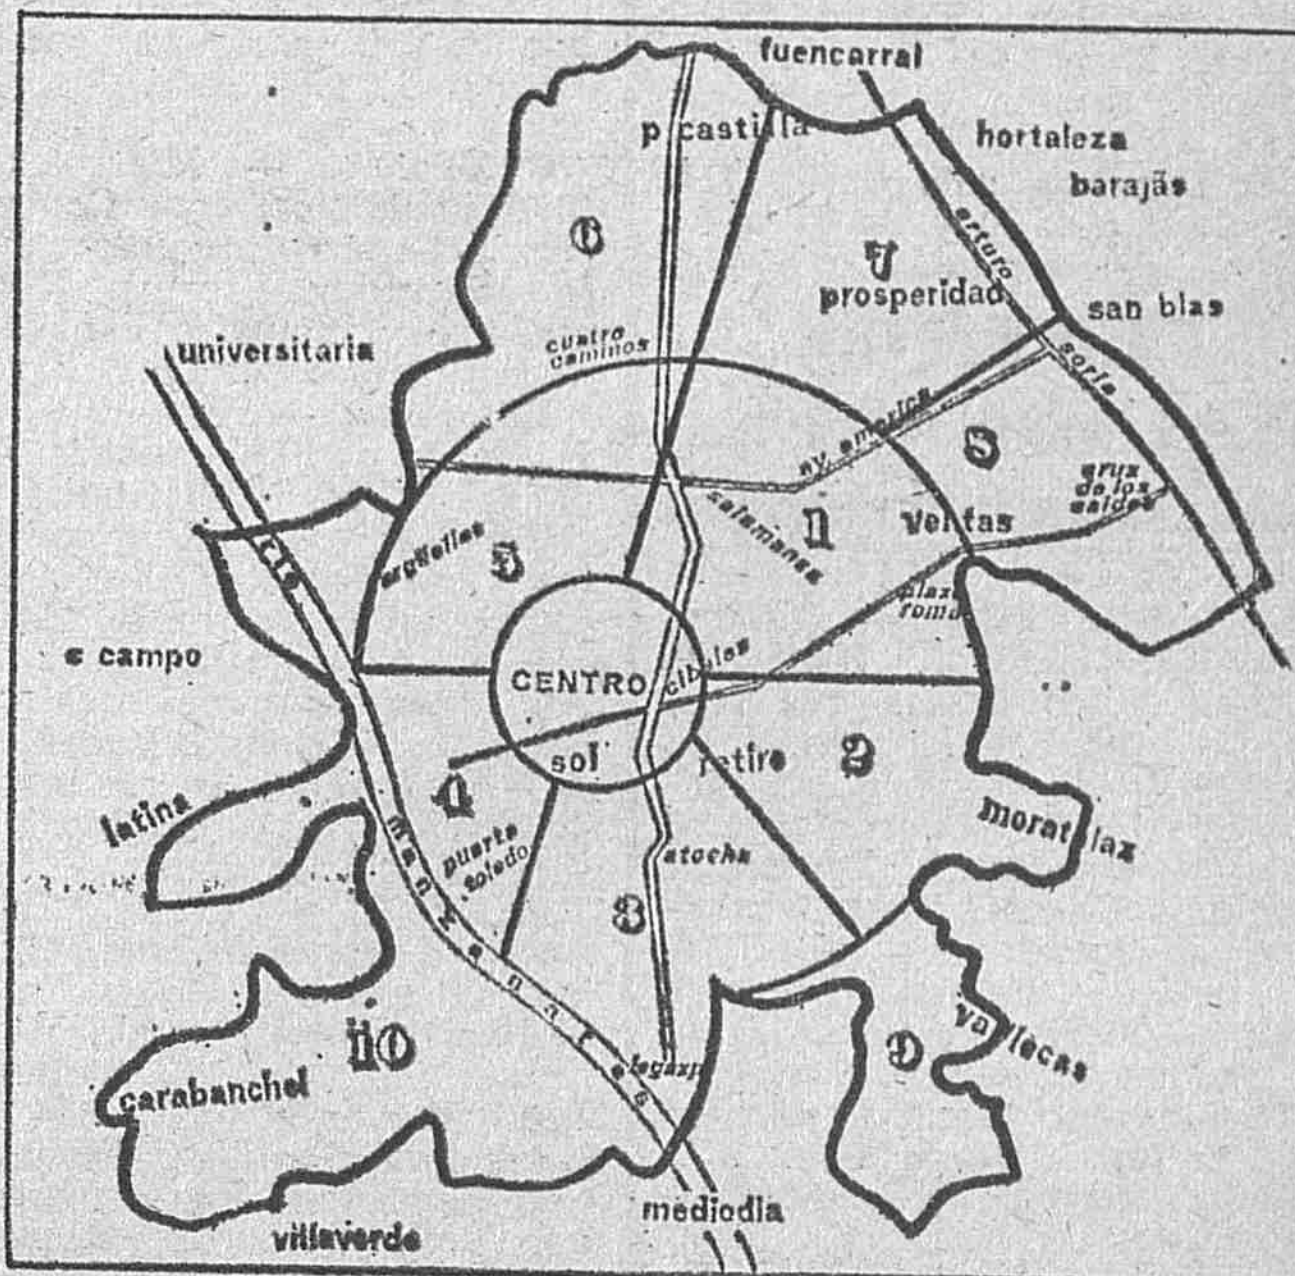 fuencarral
p castilla
hortaleza
barajas
6
7
arturo
prosperidad
san blas
universitaria
cuatro
caminos
soria
av. america
8
cruz
de los
caidos
salamanca
1
ventas
rio
argüelles
5
plaza
roma
c campo
CENTRO
cibeles
sol
retiro
2
4
latina
moratalaz
manzanares
puerta
toledo
atocha
3
vallecas
10
9
legazpi
carabanchel
mediodia
villaverde